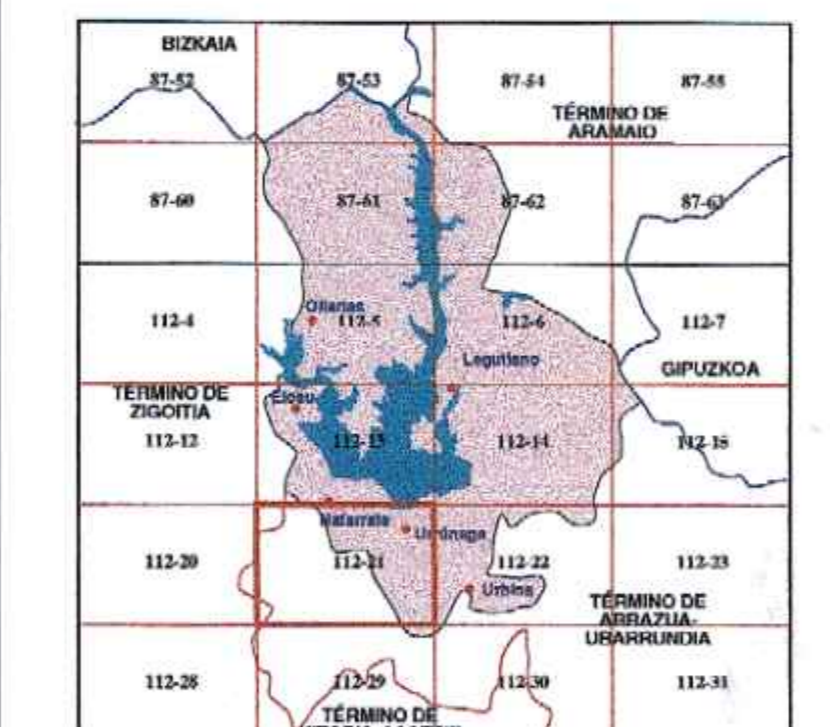 BIZKAIA
87-52
87-53
87-54
87-55
TÉRMINO DE
ARAMAIO
87-60
87-61
87-62
87-63
Ollerias
112-4
112-5
112-6
112-7
Legutiano
GIPUZKOA
TÉRMINO DE
ZIGOITIA
Elosu
112-12
112-13
112-14
112-15
Nafarrate
Urrúnaga
112-20
112-21
112-22
112-23
Urbina
TÉRMINO DE
ARRAZUA-
UBARRUNDIA
112-28
112-29
112-30
112-31
TÉRMINO DE